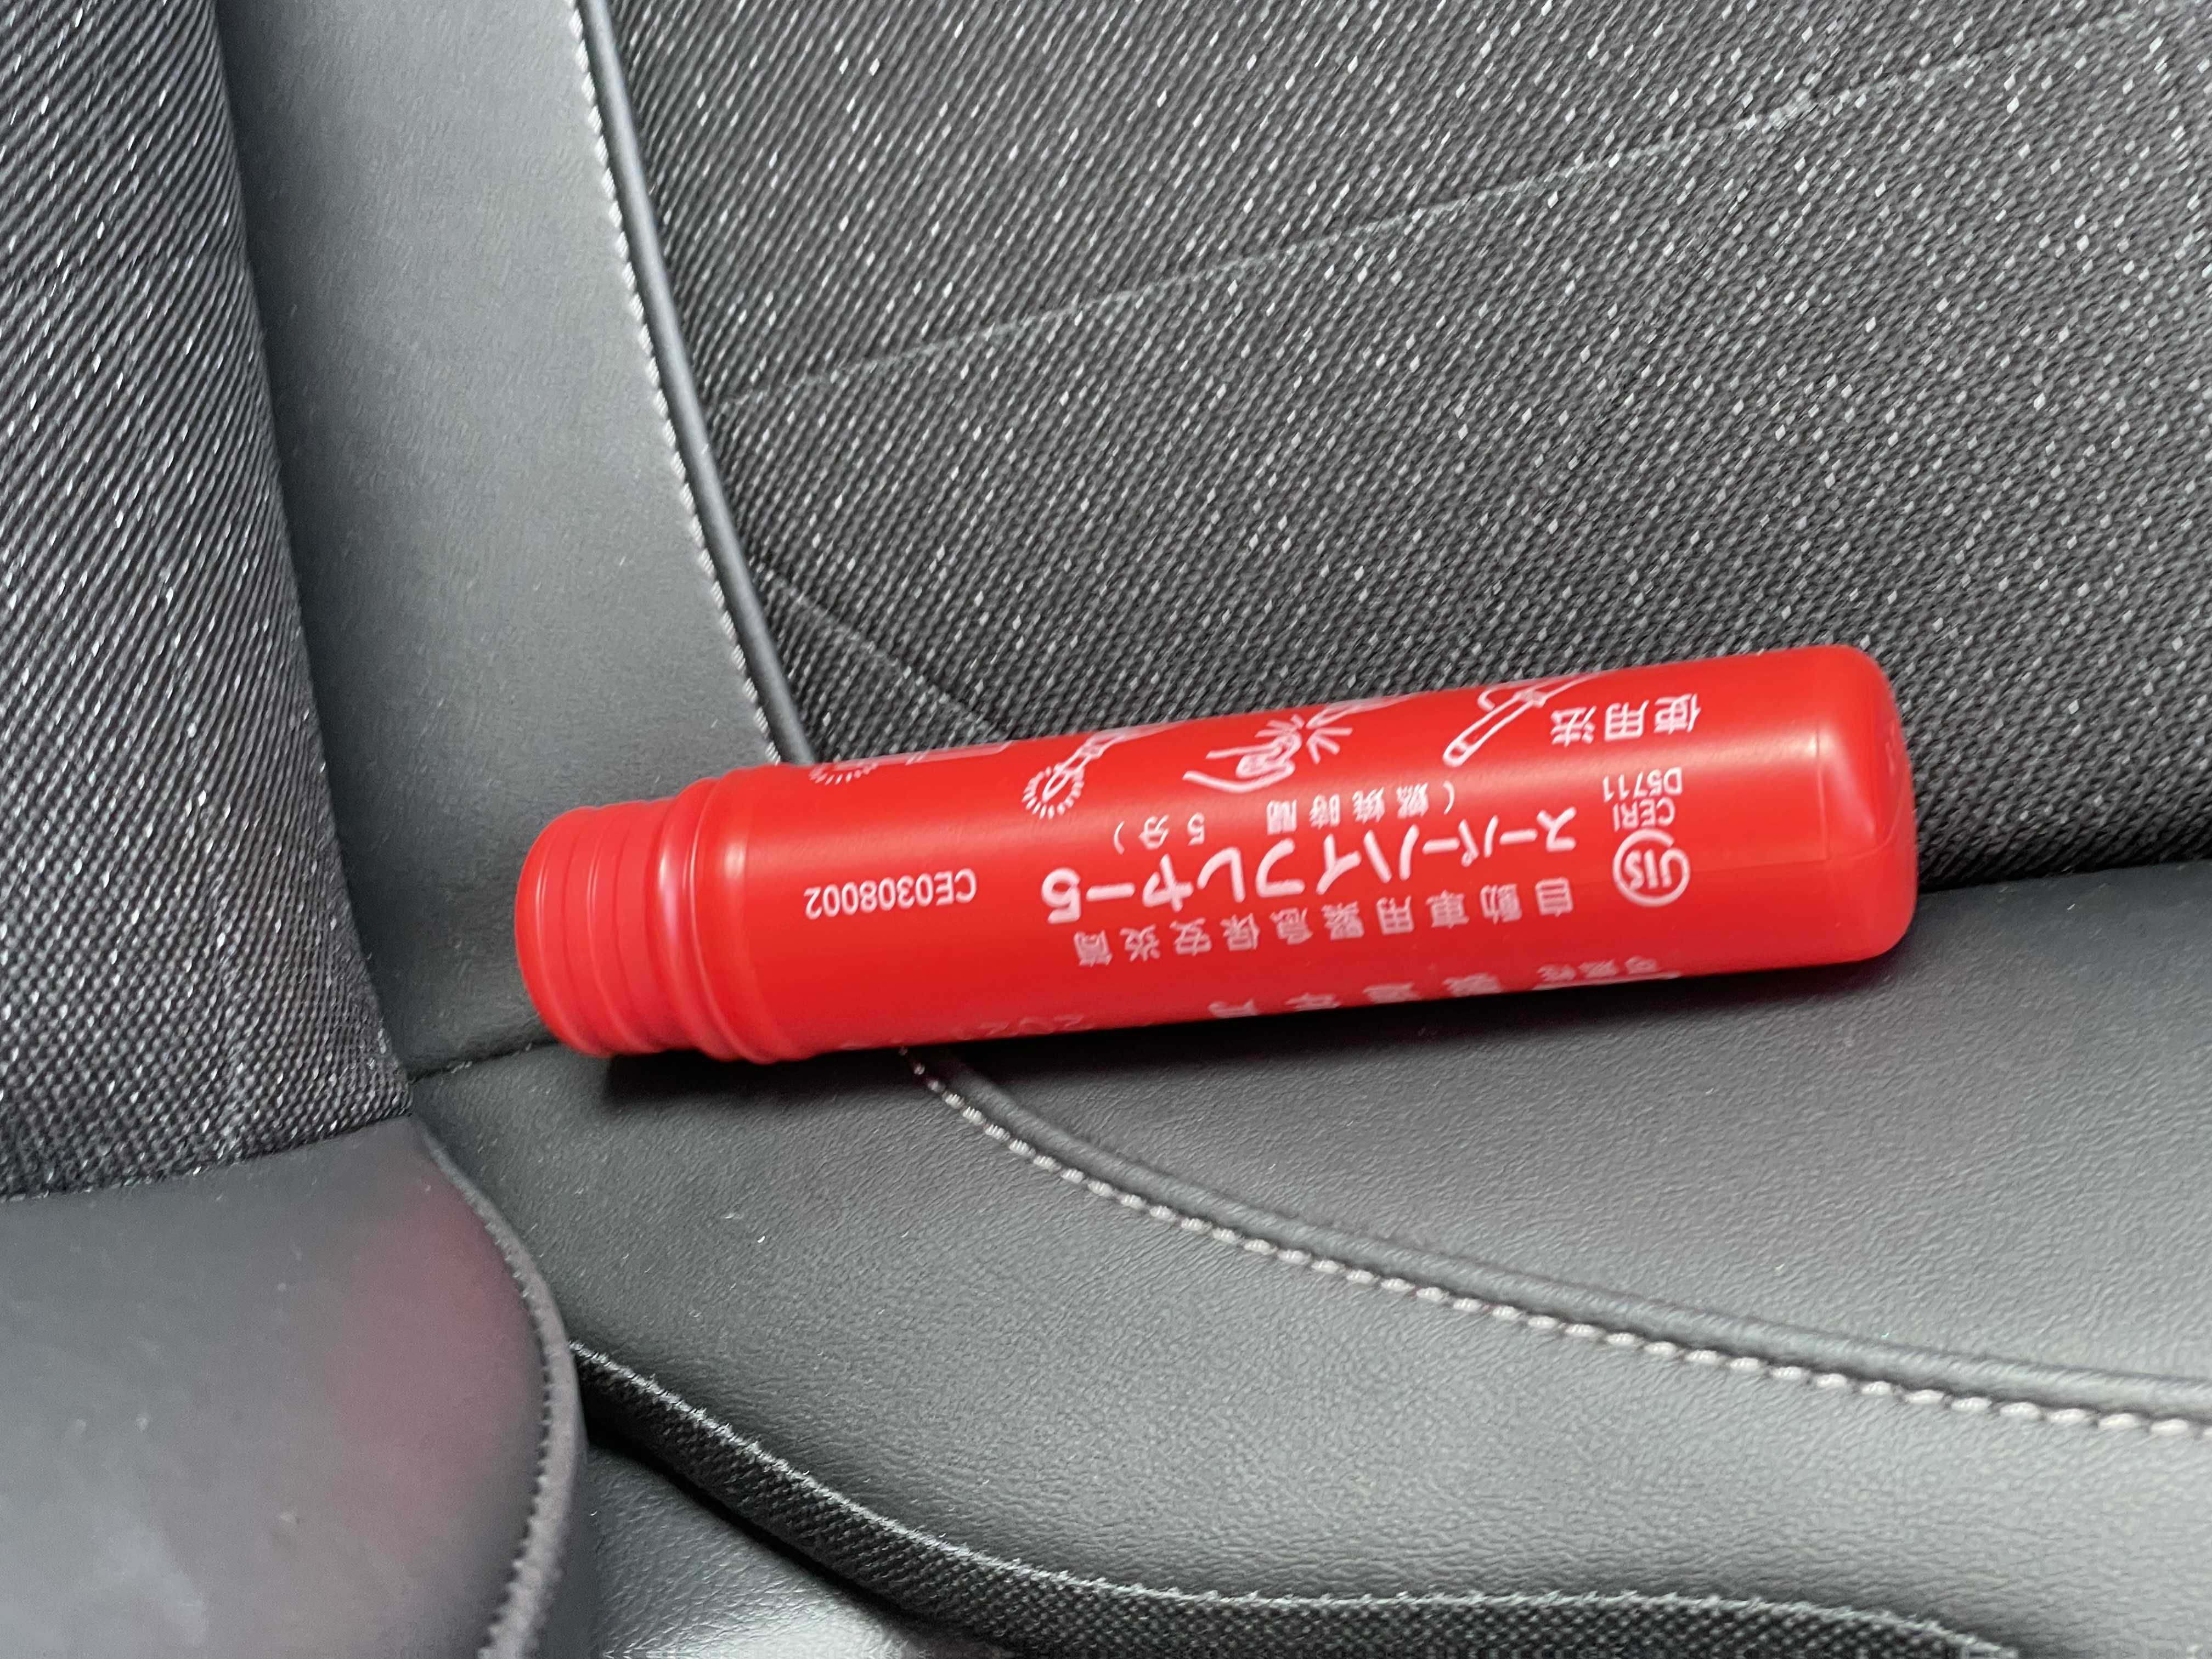 使用法
CERI
D5711
JIS
(燃焼時間 5分)
スーパーハイフレヤー5
自動車用緊急保安炎筒
CE0308002